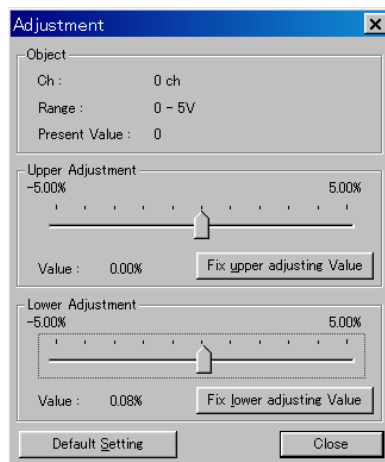 Adjustment
Object
Ch : 0 ch
Range : 0 - 5V
Present Value : 0
Upper Adjustment
-5.00% 5.00%
Value : 0.00% Fix upper adjusting Value
Lower Adjustment
-5.00% 5.00%
Value : 0.08% Fix lower adjusting Value
Default Setting Close